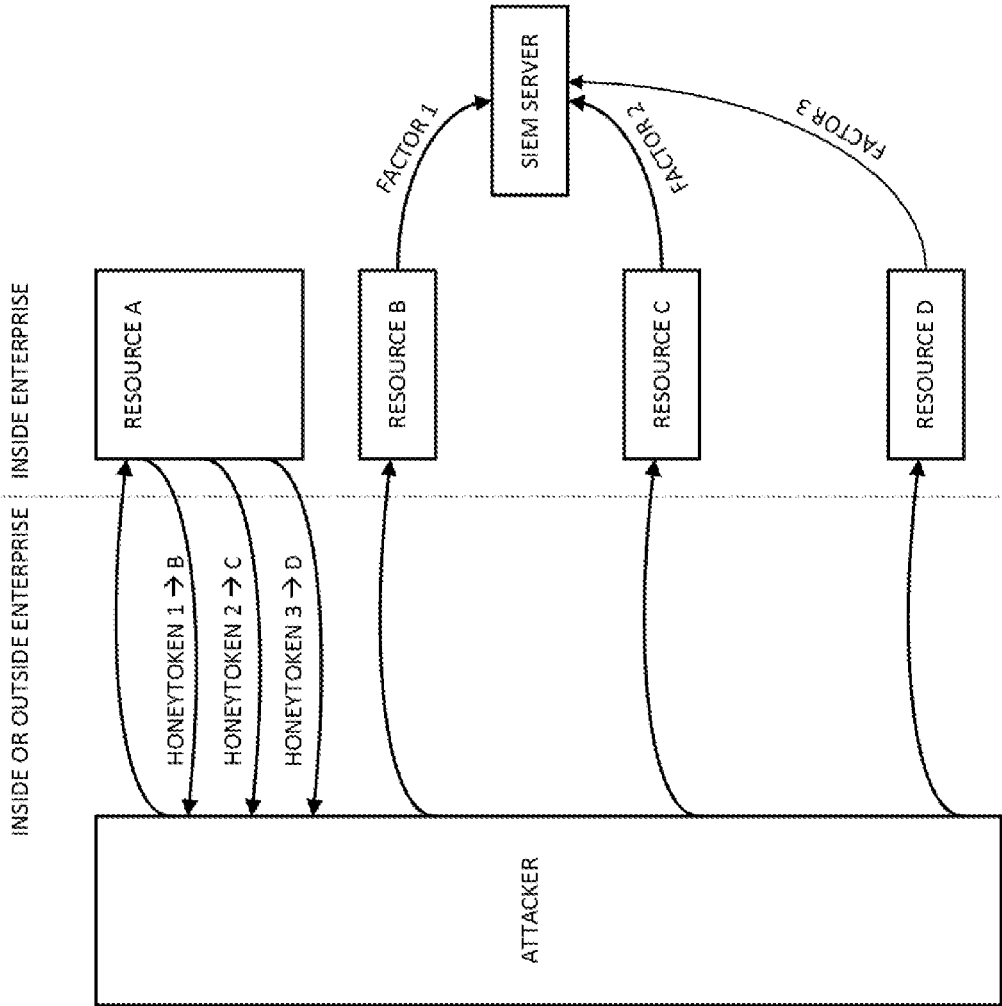 INSIDE OR OUTSIDE ENTERPRISE
INSIDE ENTERPRISE
ATTACKER
HONEYTOKEN 1 → B
HONEYTOKEN 2 → C
HONEYTOKEN 3 → D
RESOURCE A
RESOURCE B
RESOURCE C
RESOURCE D
FACTOR 1
FACTOR 2
FACTOR 3
SIEM SERVER